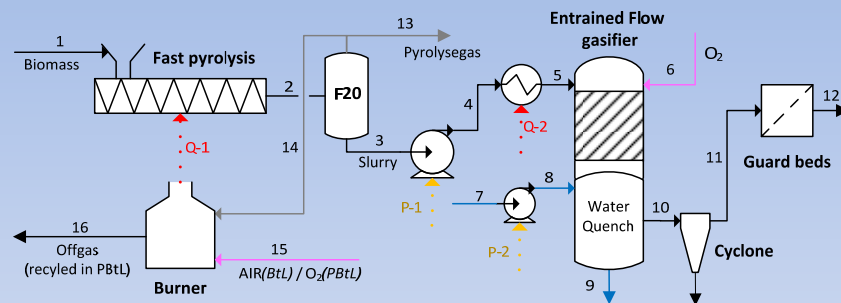 Entrained Flow
gasifier
13
Pyrolysegas
1
Biomass
Fast pyrolysis
2
F20
4
5
6
O2
12
Q-1
14
3
Slurry
Q-2
11
Guard beds
P-1
7
8
Water
Quench
10
16
Offgas
(recyled in PBtL)
P-2
Cyclone
15
AIR(BtL) / O2(PBtL)
Burner
9